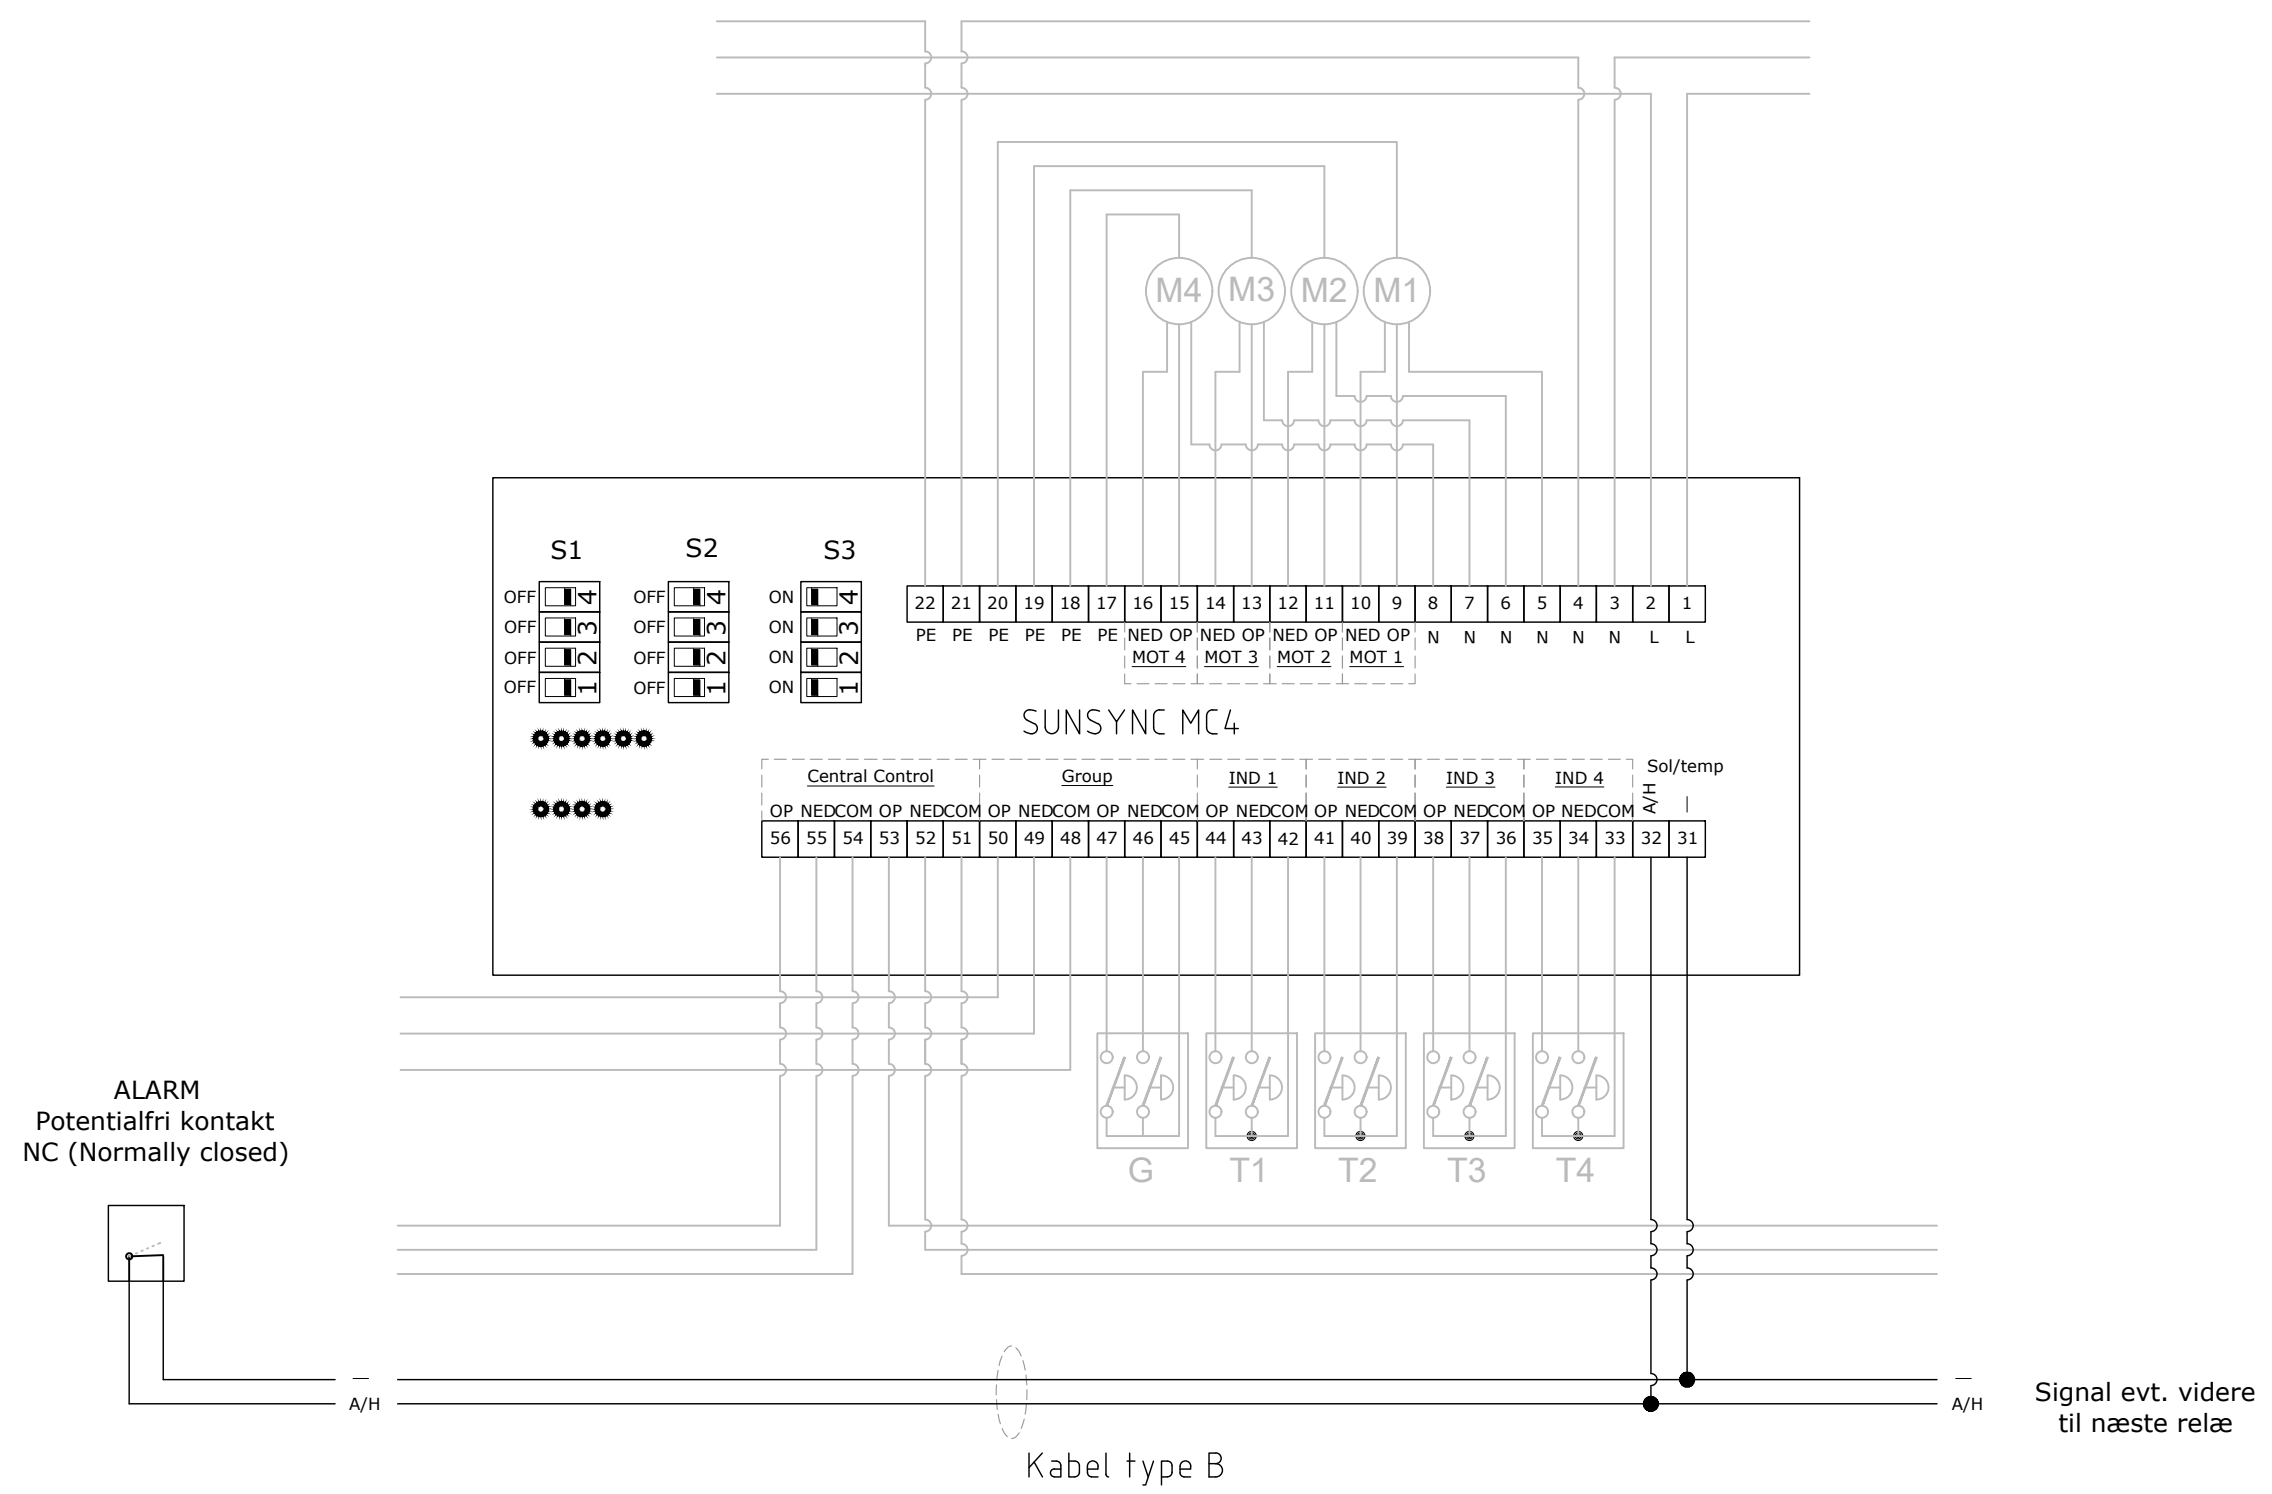 M4 M3 M2 M1
S1 S2 S3
OFF 4 OFF 4 ON 4
OFF 3 OFF 3 ON 3
OFF 2 OFF 2 ON 2
OFF 1 OFF 1 ON 1
22 21 20 19 18 17 16 15 14 13 12 11 10 9 8 7 6 5 4 3 2 1
PE PE PE PE PE PE NED OP NED OP NED OP NED OP N N N N N N L L
MOT 4 MOT 3 MOT 2 MOT 1
SUNSYNC MC4
Central Control Group IND 1 IND 2 IND 3 IND 4 Sol/temp
OP NED COM OP NED COM OP NED COM OP NED COM OP NED COM OP NED COM OP NED COM OP NED COM A/H —
56 55 54 53 52 51 50 49 48 47 46 45 44 43 42 41 40 39 38 37 36 35 34 33 32 31
G T1 T2 T3 T4
ALARM
Potentialfri kontakt
NC (Normally closed)
— —
A/H A/H
Signal evt. videre
til næste relæ
Kabel type B